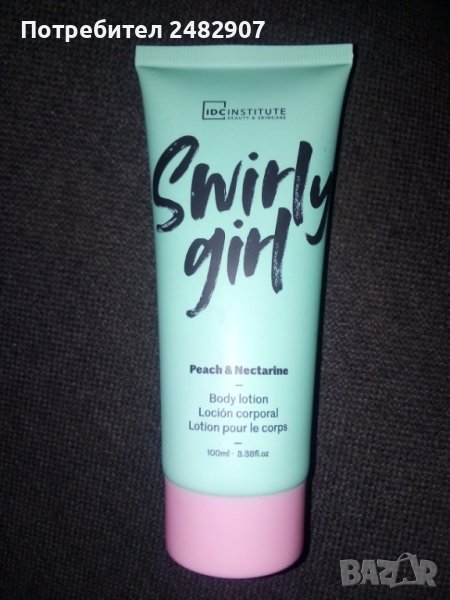 Потребител 2482907
IDC INSTITUTE
BEAUTY & SKINCARE
Swirly
girl
Peach & Nectarine
Body lotion
Loción corporal
Lotion pour le corps
100ml - 3.38fl.oz
BAZAR